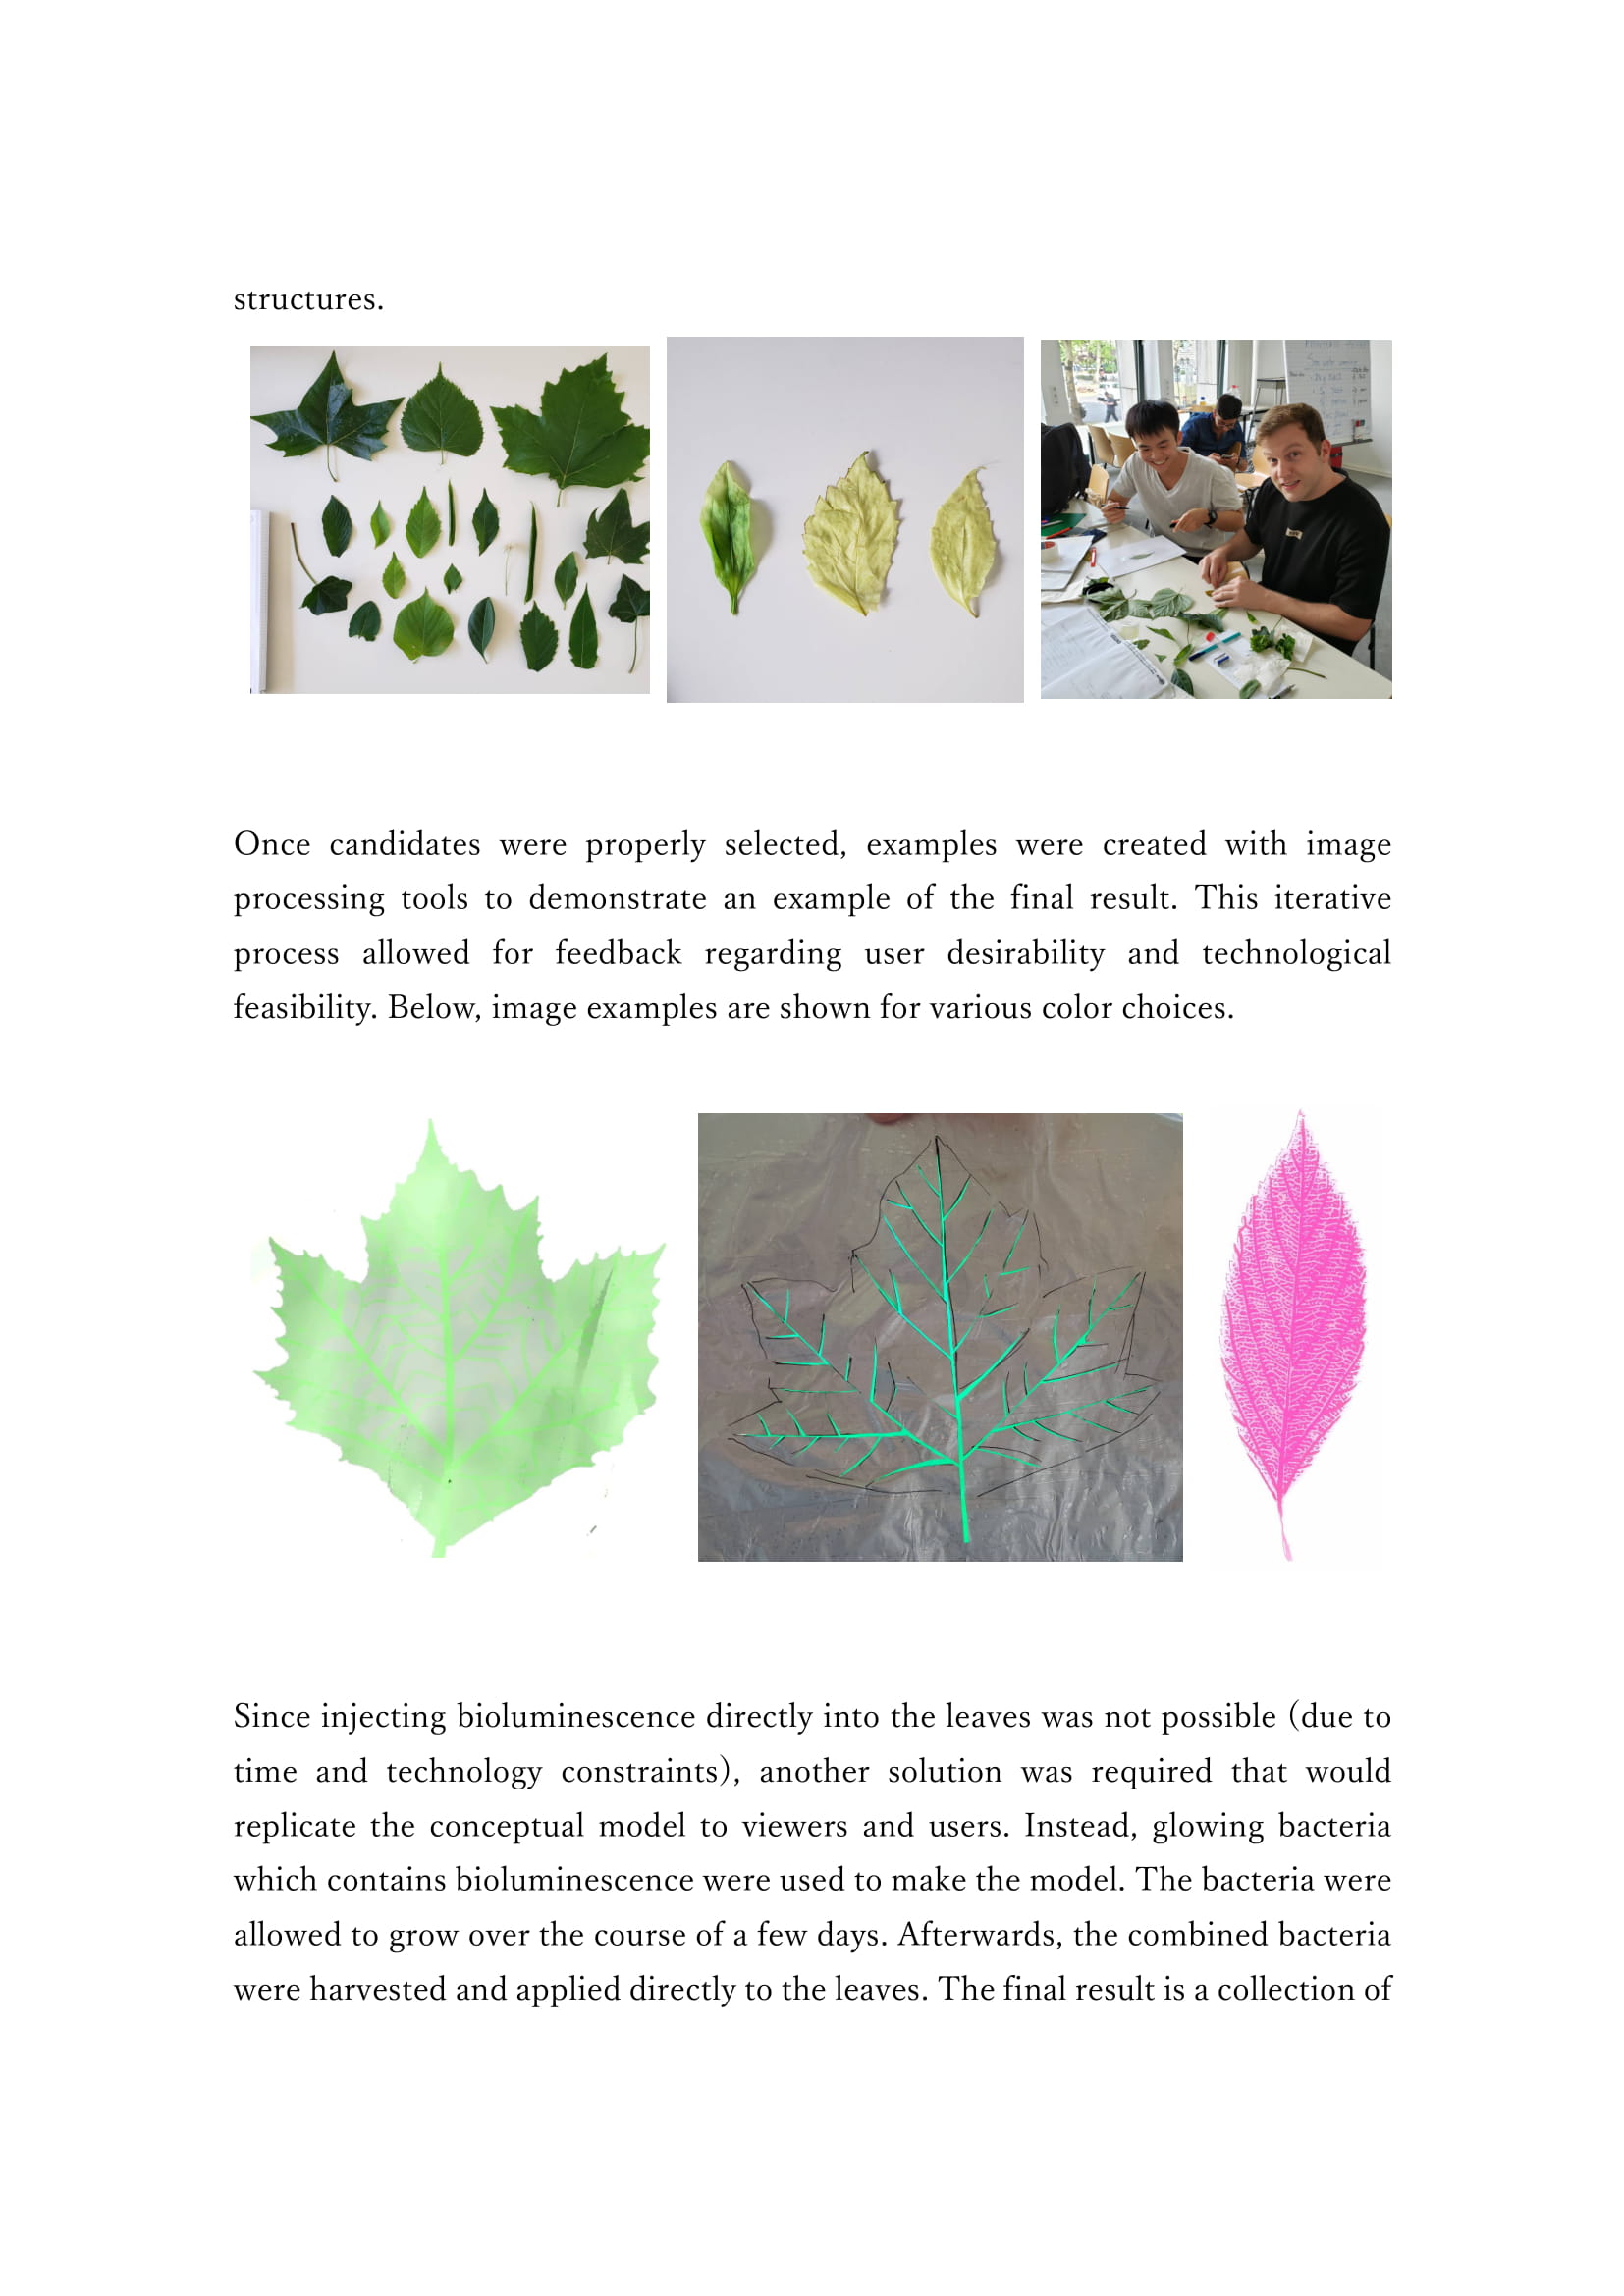 structures.
Once candidates were properly selected, examples were created with image
processing tools to demonstrate an example of the final result. This iterative
process allowed for feedback regarding user desirability and technological
feasibility. Below, image examples are shown for various color choices.
Since injecting bioluminescence directly into the leaves was not possible (due to
time and technology constraints), another solution was required that would
replicate the conceptual model to viewers and users. Instead, glowing bacteria
which contains bioluminescence were used to make the model. The bacteria were
allowed to grow over the course of a few days. Afterwards, the combined bacteria
were harvested and applied directly to the leaves. The final result is a collection of